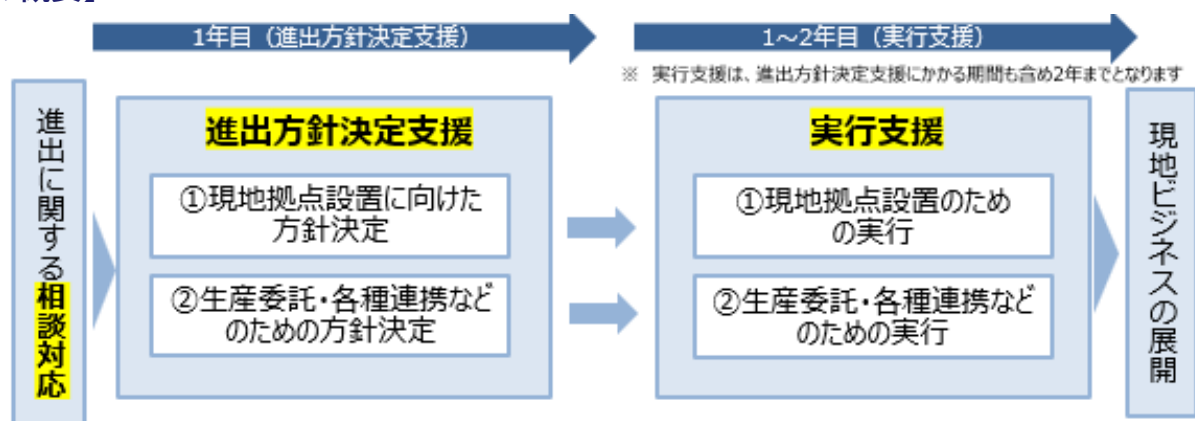 1年目（進出方針決定支援）
1～2年目（実行支援）
※ 実行支援は、進出方針決定支援にかかる期間も含め2年までとなります
進出に関する相談対応
進出方針決定支援
①現地拠点設置に向けた
方針決定
②生産委託・各種連携など
のための方針決定
実行支援
①現地拠点設置のため
の実行
②生産委託・各種連携など
のための実行
現地ビジネスの展開